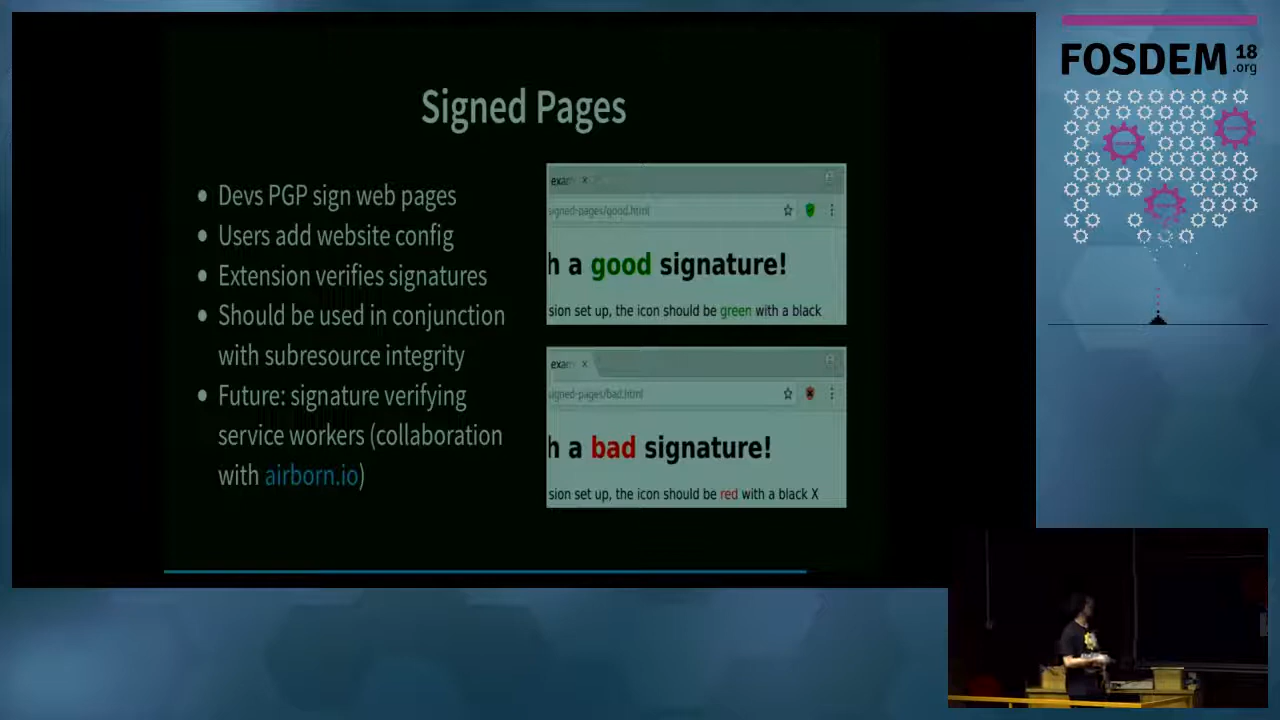 Signed Pages
Devs PGP sign web pages
Users add website config
Extension verifies signatures
Should be used in conjunction
with subresource integrity
Future: signature verifying
service workers (collaboration
with airborn.io)
exam
signed-pages/good.html
h a good signature!
sion set up, the icon should be green with a black
exam
signed-pages/bad.html
h a bad signature!
sion set up, the icon should be red with a black X
FOSDEM 18
.org